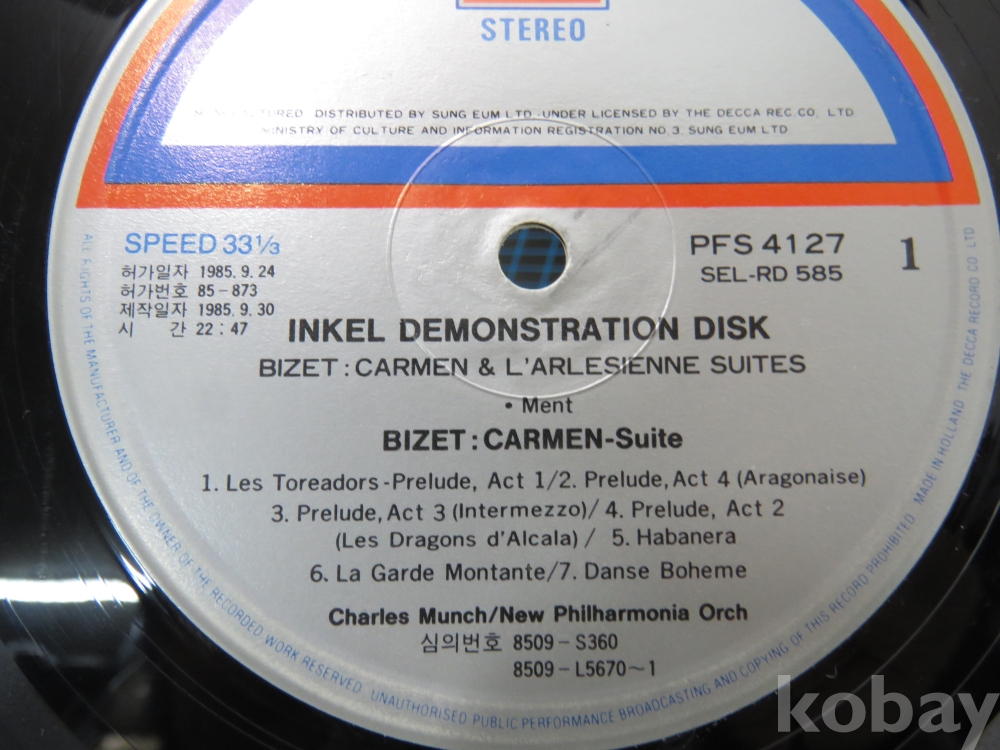 STEREO
MANUFACTURED DISTRIBUTED BY SUNG EUM LTD. UNDER LICENSED BY THE DECCA REC. CO, LTD
MINISTRY OF CULTURE AND INFORMATION REGISTRATION NO. 3. SUNG EUM LTD
SPEED 33⅓
허가일자 1985. 9. 24
허가번호 85-873
제작일자 1985. 9. 30
시 간 22 : 47
PFS 4127
SEL-RD 585
1
INKEL DEMONSTRATION DISK
BIZET : CARMEN & L'ARLESIENNE SUITES
• Ment
BIZET : CARMEN-Suite
1. Les Toreadors-Prelude, Act 1/2. Prelude, Act 4 (Aragonaise)
3. Prelude, Act 3 (Intermezzo)/ 4. Prelude, Act 2
(Les Dragons d'Alcala) / 5. Habanera
6. La Garde Montante/7. Danse Boheme
Charles Munch/New Philharmonia Orch
심의번호 8509-S360
8509-L5670~1
ALL RIGHTS OF THE MANUFACTURER AND OF THE OWNER OF THE RECORDED WORK RESERVED. UNAUTHORISED PUBLIC PERFORMANCE BROADCASTING AND COPYING OF THIS RECORD PROHIBITED. MADE IN HOLLAND THE DECCA RECORD CO LTD
kobay